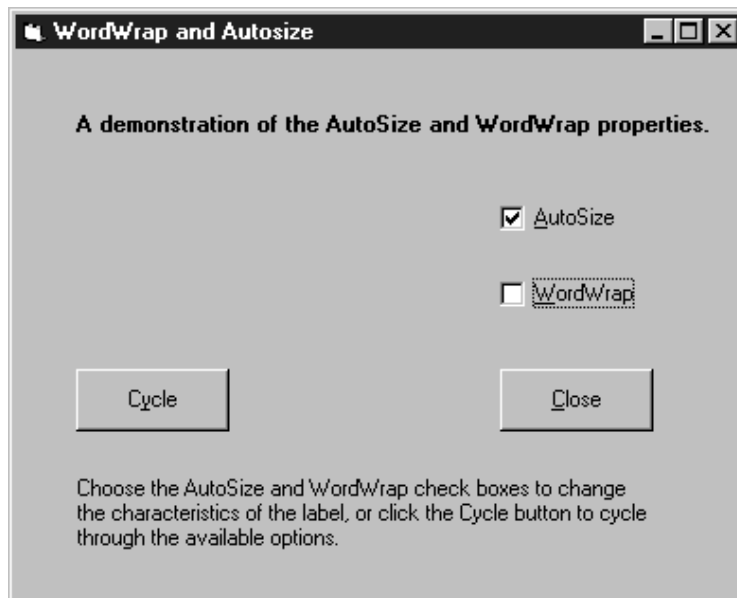 WordWrap and Autosize
A demonstration of the AutoSize and WordWrap properties.
AutoSize
WordWrap
Cycle
Close
Choose the AutoSize and WordWrap check boxes to change
the characteristics of the label, or click the Cycle button to cycle
through the available options.